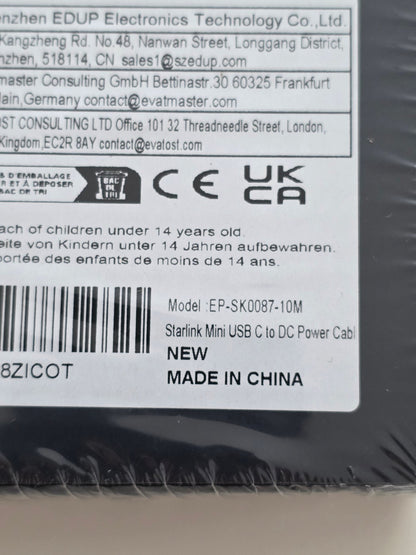 enzhen EDUP Electronics Technology Co.,Ltd.
Kangzheng Rd. No.48, Nanwan Street, Longgang District,
nzhen, 518114, CN sales1@szedup.com
master Consulting GmbH Bettinastr.30 60325 Frankfurt
ain,Germany contact@evatmaster.com
OST CONSULTING LTD Office 101 32 Threadneedle Street, London,
Kingdom,EC2R 8AY contact@evatost.com
S D'EMBALLAGE
R ET À DÉPOSER
BAC DE TRI
BAC
DE
TRI
CE
UK
CA
each of children under 14 years old.
eite von Kindern unter 14 Jahren aufbewahren.
portée des enfants de moins de 14 ans.
Model :EP-SK0087-10M
Starlink Mini USB C to DC Power Cabl
8ZICOT
NEW
MADE IN CHINA